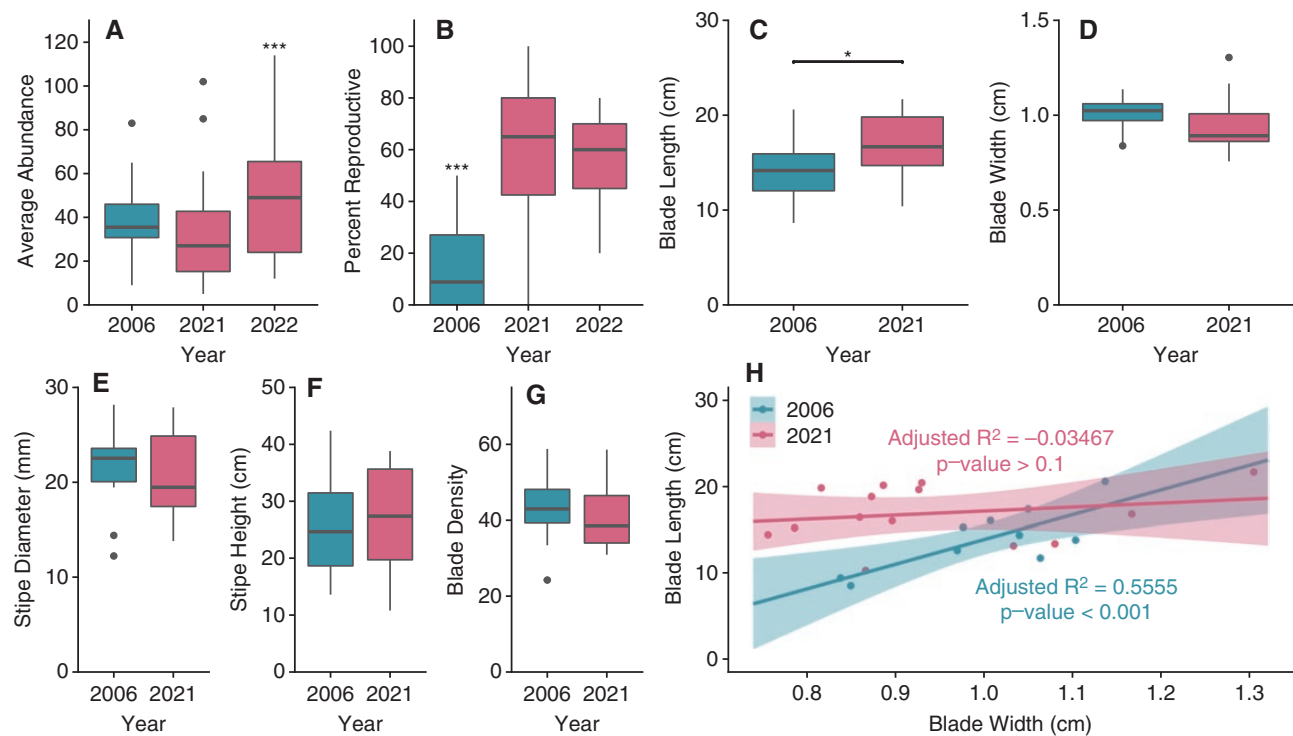 A
Average Abundance
120
100
80
60
40
20
0
***
2006 2021 2022
Year
B
Percent Reproductive
100
80
60
40
20
0
***
2006 2021 2022
Year
C
Blade Length (cm)
30
20
10
0
*
2006 2021
Year
D
Blade Width (cm)
1.5
1.0
0.5
0
2006 2021
Year
E
Stipe Diameter (mm)
30
20
10
0
2006 2021
Year
F
Stipe Height (cm)
50
40
30
20
10
0
2006 2021
Year
G
Blade Density
60
40
20
0
2006 2021
Year
H
Blade Length (cm)
30
20
10
0
2006
2021
Adjusted R² = –0.03467
p–value > 0.1
Adjusted R² = 0.5555
p–value < 0.001
0.8 0.9 1.0 1.1 1.2 1.3
Blade Width (cm)